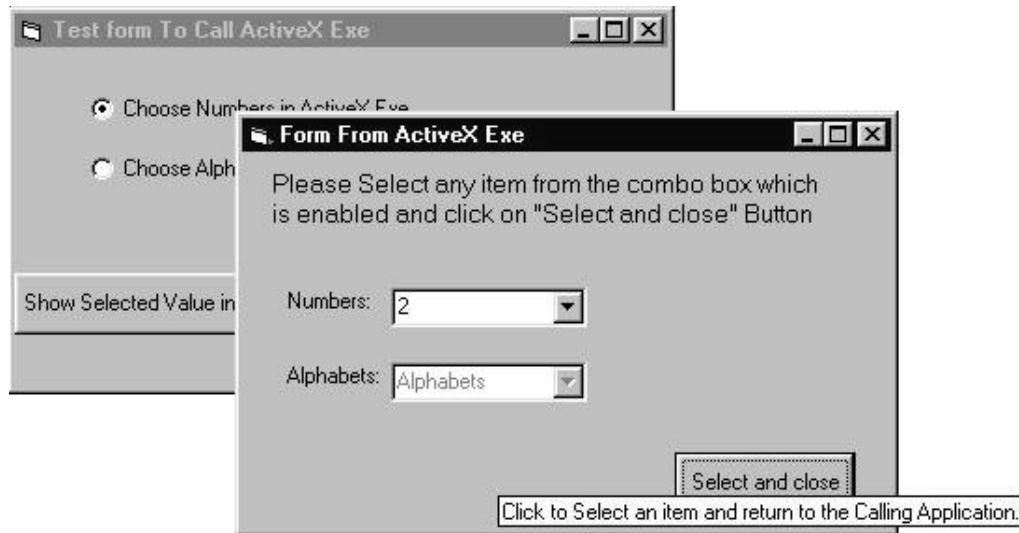 Test form To Call ActiveX Exe
Choose Numbers in ActiveX Exe
Choose Alph
Show Selected Value in
Form From ActiveX Exe
Please Select any item from the combo box which
is enabled and click on "Select and close" Button
Numbers: 2
Alphabets: Alphabets
Select and close
Click to Select an item and return to the Calling Application.